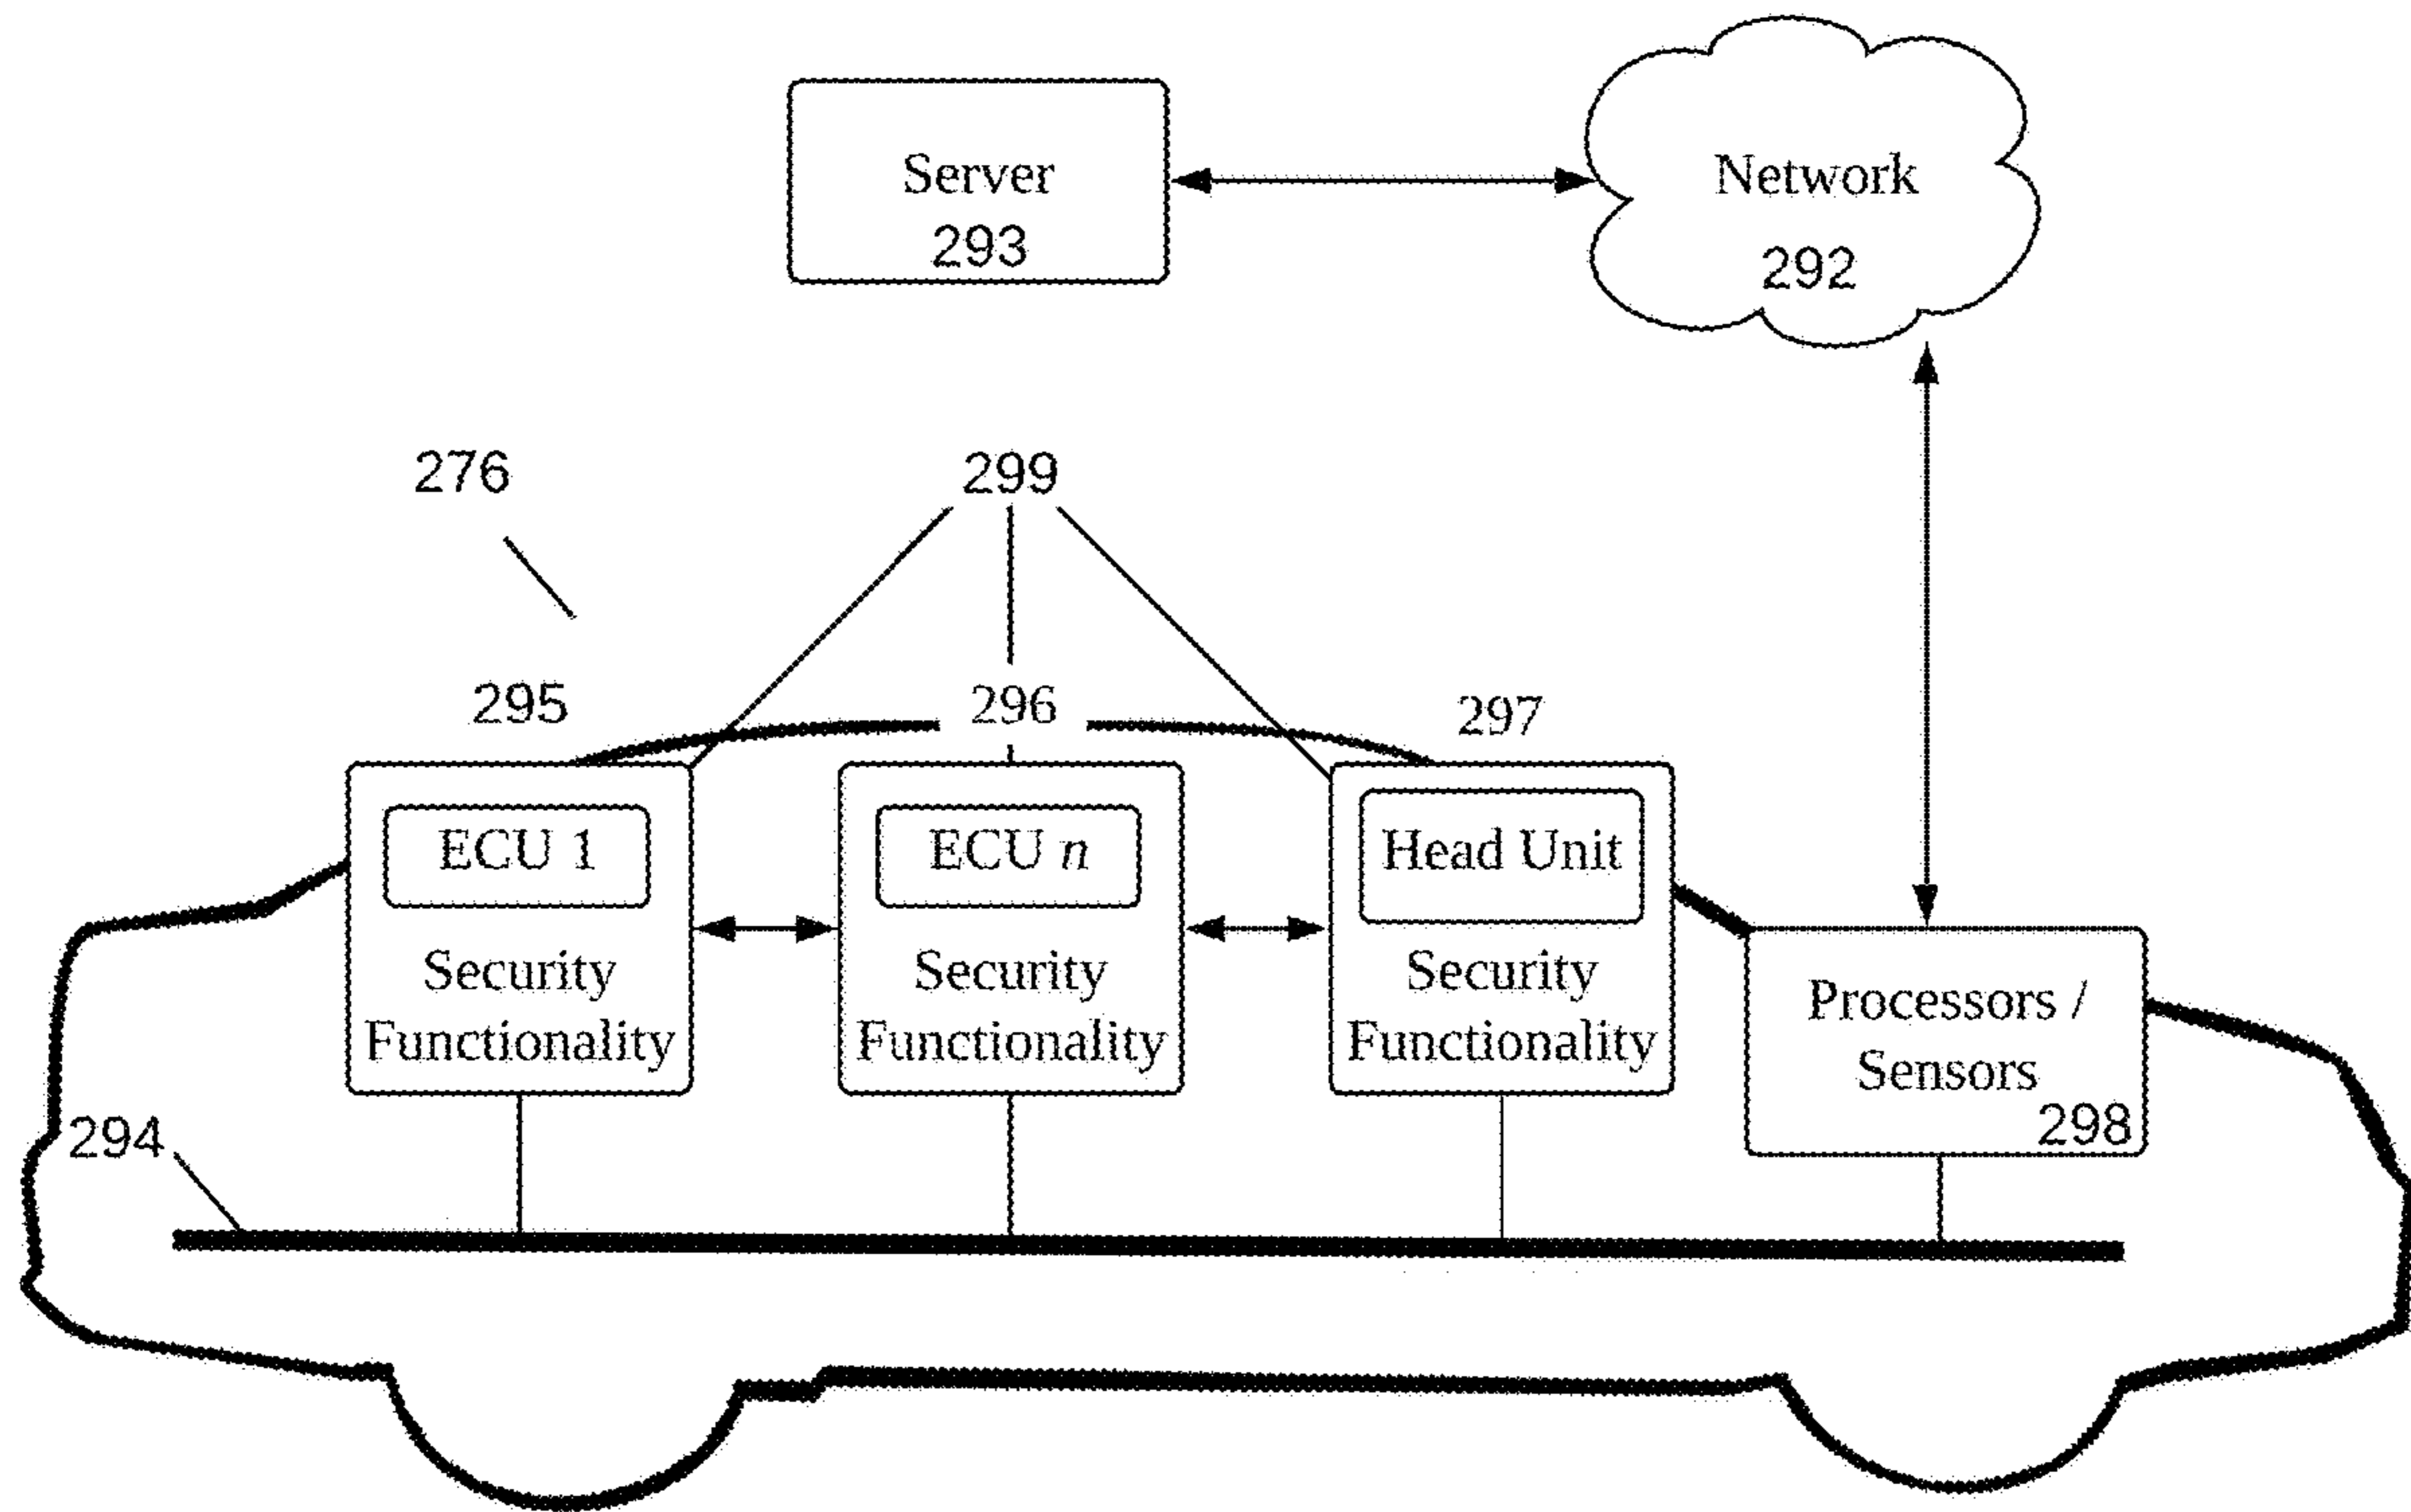 Server
293
Network
292
276
299
295
296
297
ECU 1
Security
Functionality
ECU n
Security
Functionality
Head Unit
Security
Functionality
Processors /
Sensors
298
294